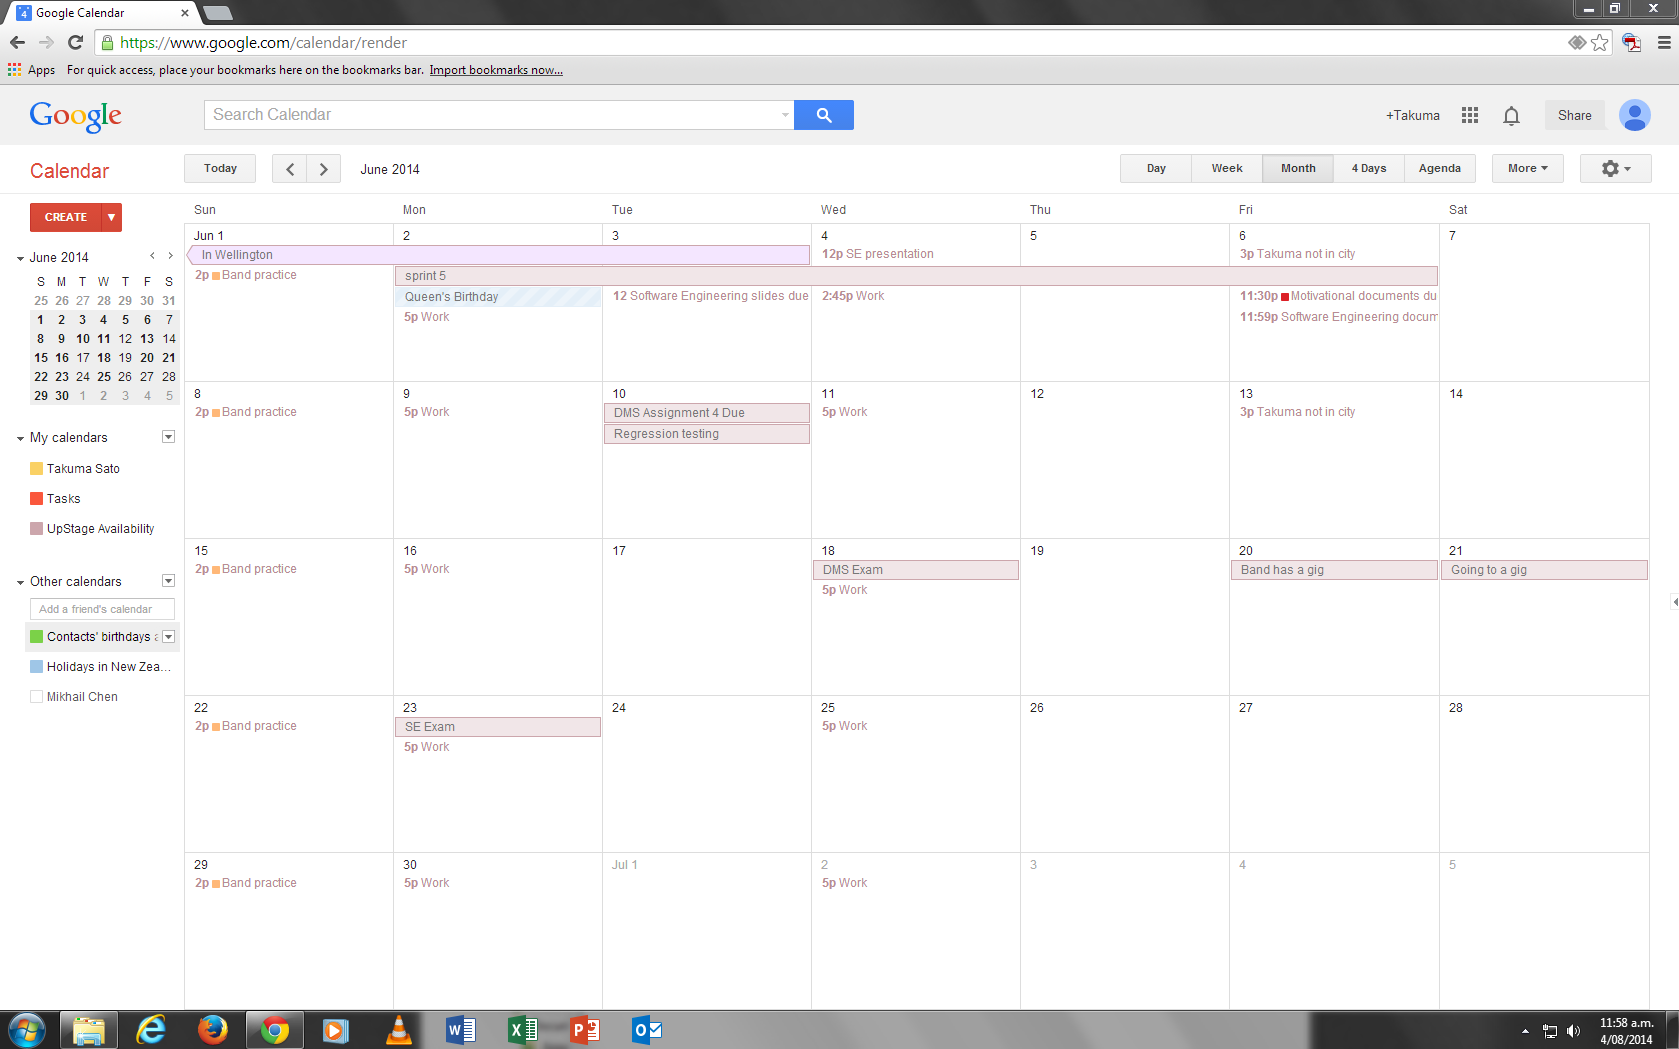 Google Calendar
https://www.google.com/calendar/render
Apps For quick access, place your bookmarks here on the bookmarks bar. Import bookmarks now...
Google
Search Calendar
+Takuma
Share
Calendar
Today
June 2014
Day Week Month 4 Days Agenda
More
CREATE
June 2014
S M T W T F S
25 26 27 28 29 30 31
1 2 3 4 5 6 7
8 9 10 11 12 13 14
15 16 17 18 19 20 21
22 23 24 25 26 27 28
29 30 1 2 3 4 5
My calendars
Takuma Sato
Tasks
UpStage Availability
Other calendars
Add a friend's calendar
Contacts' birthdays a
Holidays in New Zea...
Mikhail Chen
Sun Mon Tue Wed Thu Fri Sat
Jun 1 2 3 4 5 6 7
In Wellington
12p SE presentation
3p Takuma not in city
2p Band practice
sprint 5
Queen's Birthday
12 Software Engineering slides due
2:45p Work
11:30p Motivational documents du
5p Work
11:59p Software Engineering docum
8 9 10 11 12 13 14
2p Band practice
5p Work
DMS Assignment 4 Due
5p Work
3p Takuma not in city
Regression testing
15 16 17 18 19 20 21
2p Band practice
5p Work
DMS Exam
Band has a gig
Going to a gig
5p Work
22 23 24 25 26 27 28
2p Band practice
SE Exam
5p Work
5p Work
29 30 Jul 1 2 3 4 5
2p Band practice
5p Work
5p Work
11:58 a.m.
4/08/2014